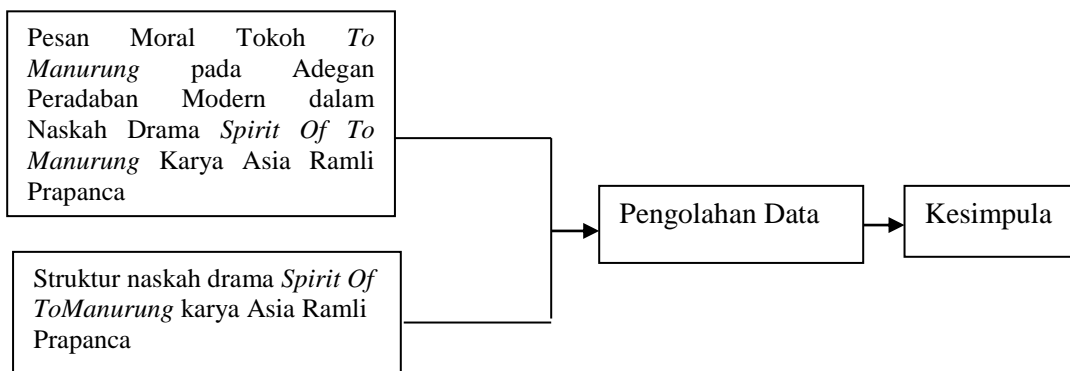 Pesan Moral Tokoh To
Manurung pada Adegan
Peradaban Modern dalam
Naskah Drama Spirit Of To
Manurung Karya Asia Ramli
Prapanca
Struktur naskah drama Spirit Of
ToManurung karya Asia Ramli
Prapanca
Pengolahan Data
Kesimpula